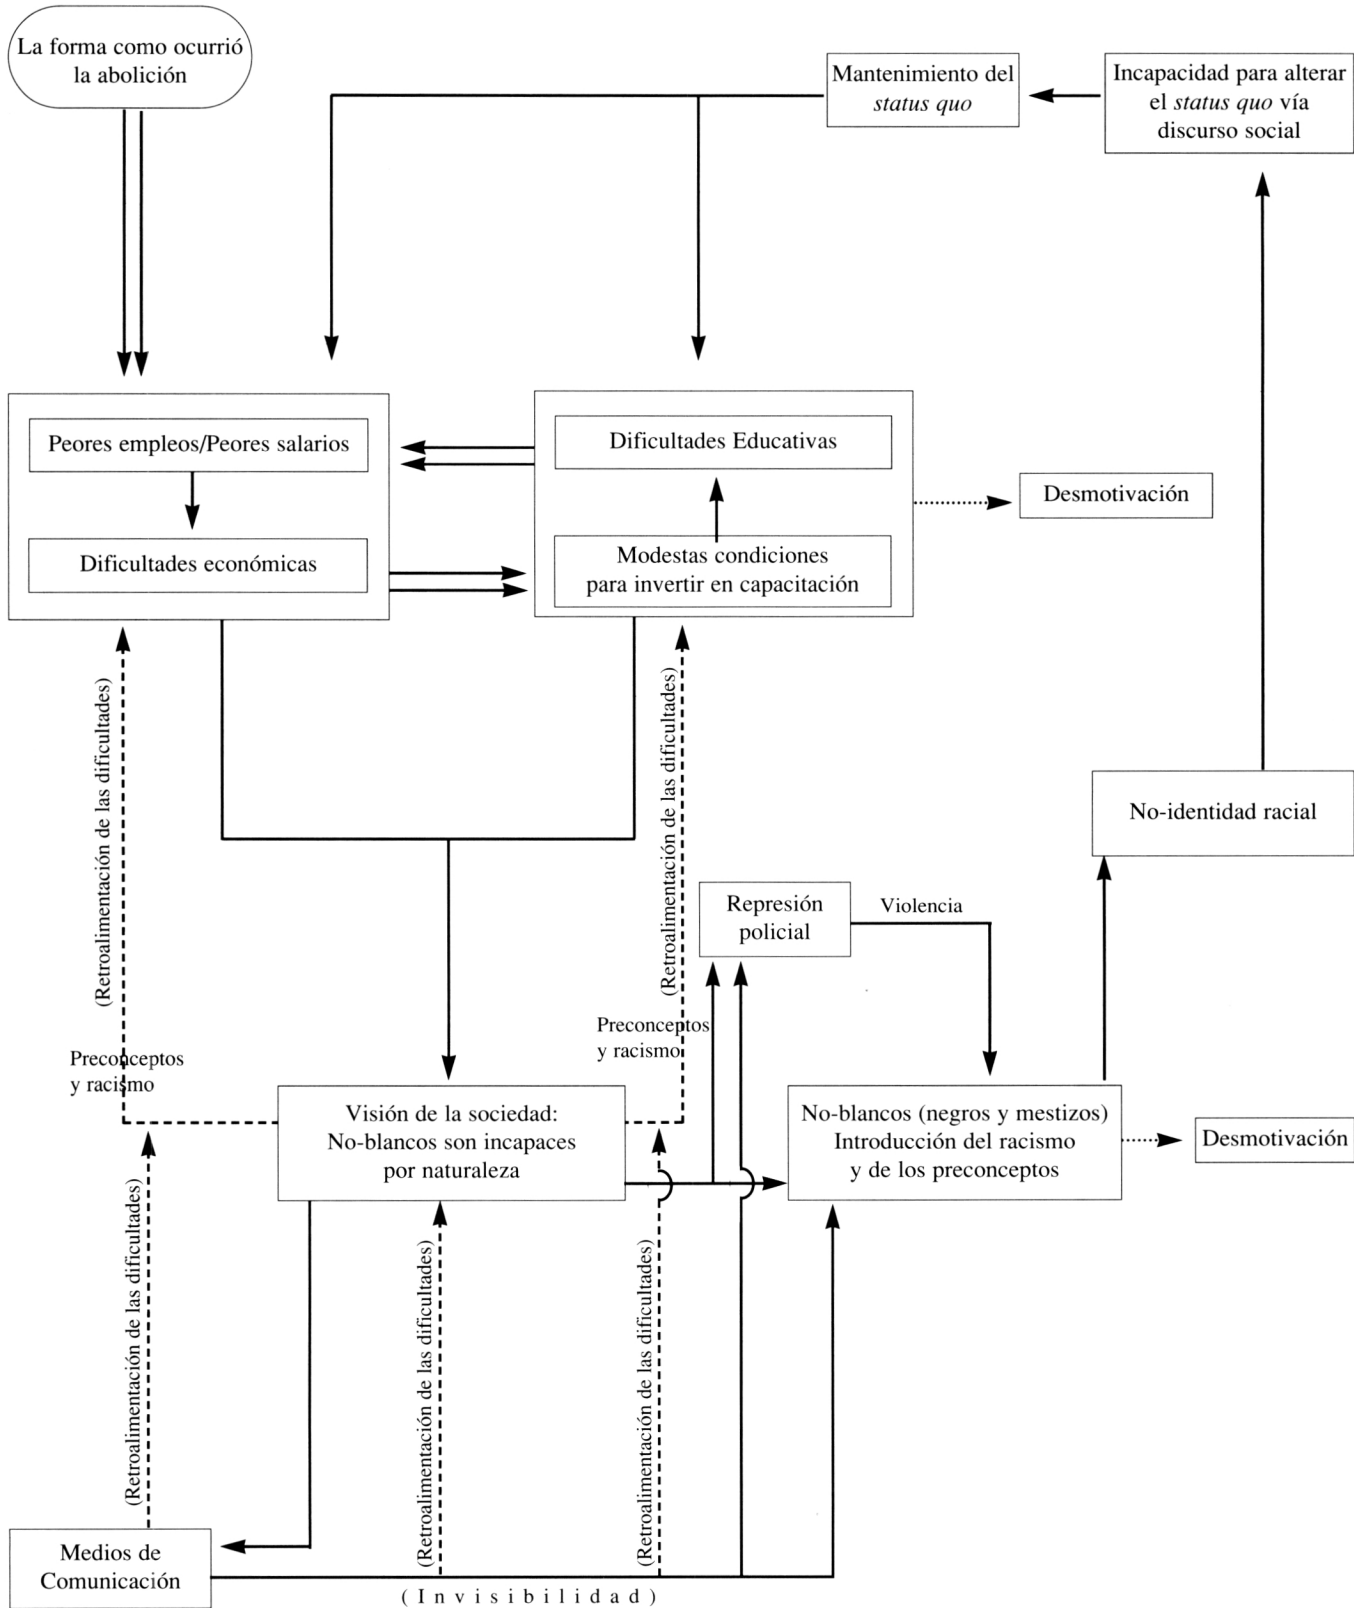 La forma como ocurrió
la abolición
Mantenimiento del
status quo
Incapacidad para alterar
el status quo vía
discurso social
Peores empleos/Peores salarios
Dificultades económicas
Dificultades Educativas
Modestas condiciones
para invertir en capacitación
Desmotivación
(Retroalimentación de las dificultades)
(Retroalimentación de las dificultades)
No-identidad racial
Represión
policial
Violencia
Preconceptos
y racismo
Preconceptos
y racismo
Visión de la sociedad:
No-blancos son incapaces
por naturaleza
No-blancos (negros y mestizos)
Introducción del racismo
y de los preconceptos
Desmotivación
(Retroalimentación de las dificultades)
(Retroalimentación de las dificultades)
(Retroalimentación de las dificultades)
Medios de
Comunicación
(Invisibilidad)